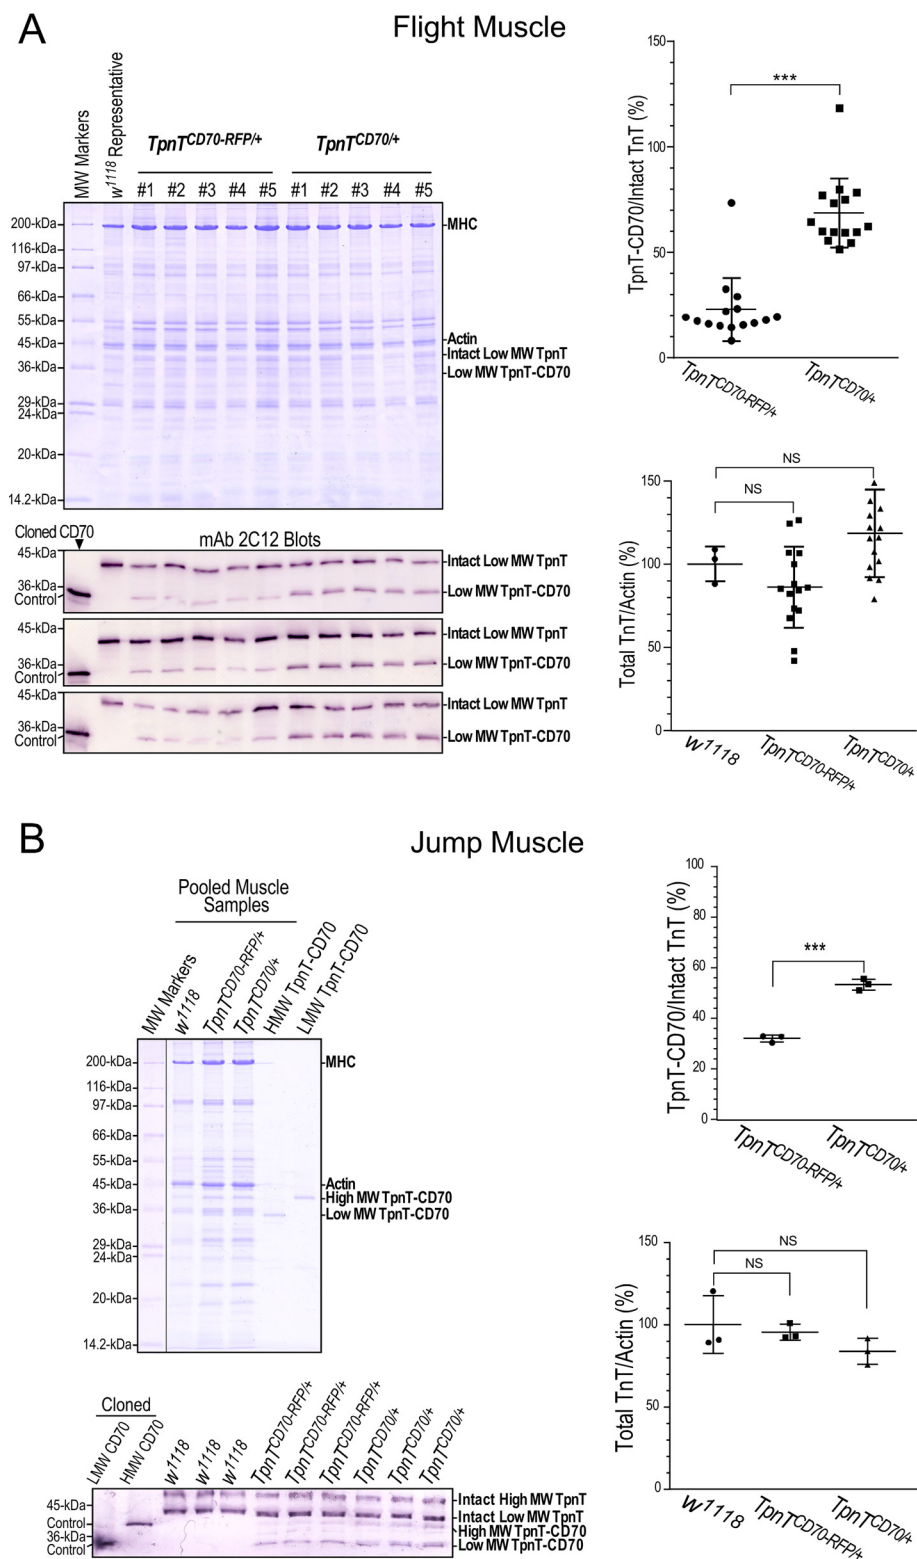 A
Flight Muscle
MW Markers
w1118 Representative
TpnTCD70-RFP/+
TpnTCD70/+
#1 #2 #3 #4 #5 #1 #2 #3 #4 #5
200-kDa
116-kDa
97-kDa
66-kDa
55-kDa
45-kDa
36-kDa
29-kDa
24-kDa
20-kDa
14.2-kDa
MHC
Actin
Intact Low MW TpnT
Low MW TpnT-CD70
Cloned CD70
mAb 2C12 Blots
45-kDa
36-kDa
Control
Intact Low MW TpnT
Low MW TpnT-CD70
45-kDa
36-kDa
Control
Intact Low MW TpnT
Low MW TpnT-CD70
45-kDa
36-kDa
Control
Intact Low MW TpnT
Low MW TpnT-CD70
TpnT-CD70/Intact TnT (%)
150
100
50
0
***
TpnTCD70-RFP/+
TpnTCD70/+
Total TnT/Actin (%)
150
100
50
0
NS
NS
w1118
TpnTCD70-RFP/+
TpnTCD70/+
B
Jump Muscle
Pooled Muscle
Samples
MW Markers
w1118
TpnTCD70-RFP/+
TpnTCD70/+
HMW TpnT-CD70
LMW TpnT-CD70
200-kDa
116-kDa
97-kDa
66-kDa
55-kDa
45-kDa
36-kDa
29-kDa
24-kDa
20-kDa
14.2-kDa
MHC
Actin
High MW TpnT-CD70
Low MW TpnT-CD70
Cloned
LMW CD70
HMW CD70
w1118
w1118
w1118
TpnTCD70-RFP/+
TpnTCD70-RFP/+
TpnTCD70-RFP/+
TpnTCD70/+
TpnTCD70/+
TpnTCD70/+
45-kDa
Control
36-kDa
Control
Intact High MW TpnT
Intact Low MW TpnT
High MW TpnT-CD70
Low MW TpnT-CD70
TpnT-CD70/Intact TnT (%)
100
80
60
40
20
0
***
TpnTCD70-RFP/+
TpnTCD70/+
Total TnT/Actin (%)
150
100
50
0
NS
NS
w1118
TpnTCD70-RFP/+
TpnTCD70/+